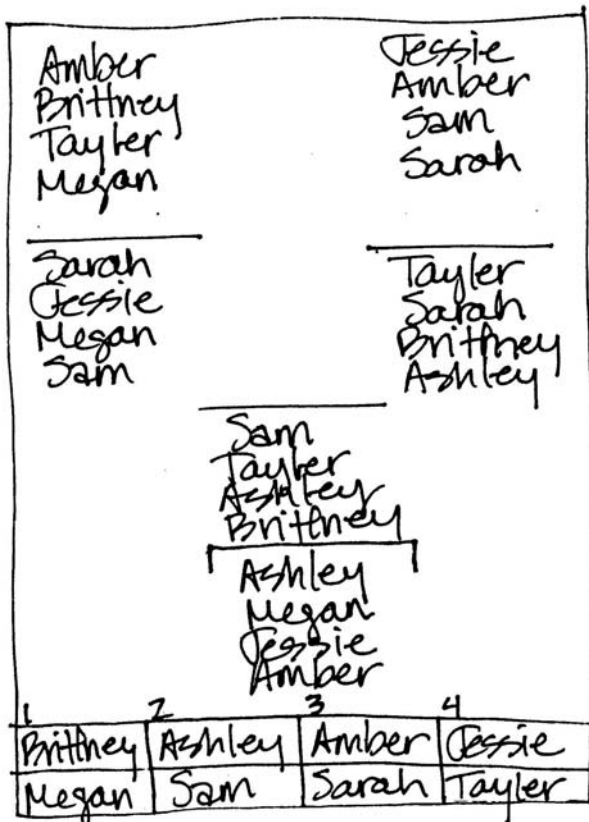 Amber
Brittney
Tayler
Megan
Jessie
Amber
Sam
Sarah
Sarah
Jessie
Megan
Sam
Tayler
Sarah
Brittney
Ashley
Sam
Tayler
Ashley
Brittney
Ashley
Megan
Jessie
Amber
1 2 3 4
Brittney Ashley Amber Jessie
Megan Sam Sarah Tayler